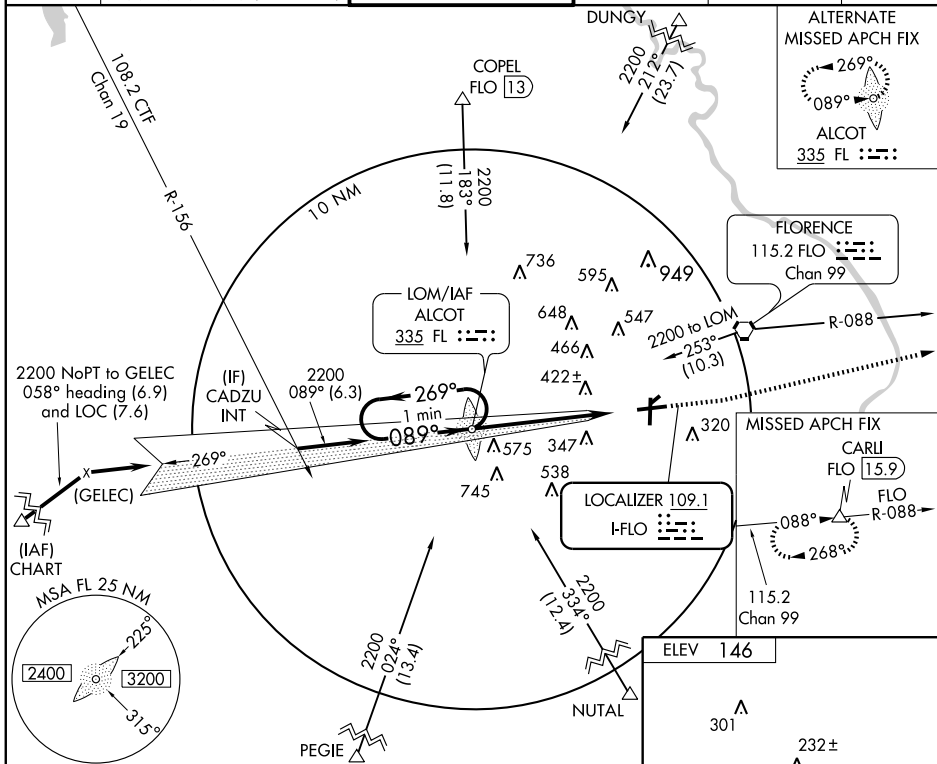 DUNGY
2200
212°
(23.7)
ALTERNATE
MISSED APCH FIX
269°
089°
ALCOT
335 FL
108.2 CTF
Chan 19
R-156
COPEL
FLO 13
2200
183°
(11.8)
10 NM
FLORENCE
115.2 FLO
Chan 99
R-088
2200 to LOM
253°
(10.3)
736
595
949
648
547
466
422±
LOM/IAF
ALCOT
335 FL
2200 NoPT to GELEC
058° heading (6.9)
and LOC (7.6)
(IF)
CADZU
INT
2200
089° (6.3)
269°
1 min
089°
269°
(GELEC)
(IAF)
CHART
575
347
320
745
538
LOCALIZER 109.1
I-FLO
MISSED APCH FIX
CARLI
FLO 15.9
FLO
R-088
088°
268°
115.2
Chan 99
MSA FL 25 NM
225°
2400
3200
315°
2200
024°
(13.4)
PEGIE
2200
334°
(12.4)
NUTAL
ELEV 146
301
232±